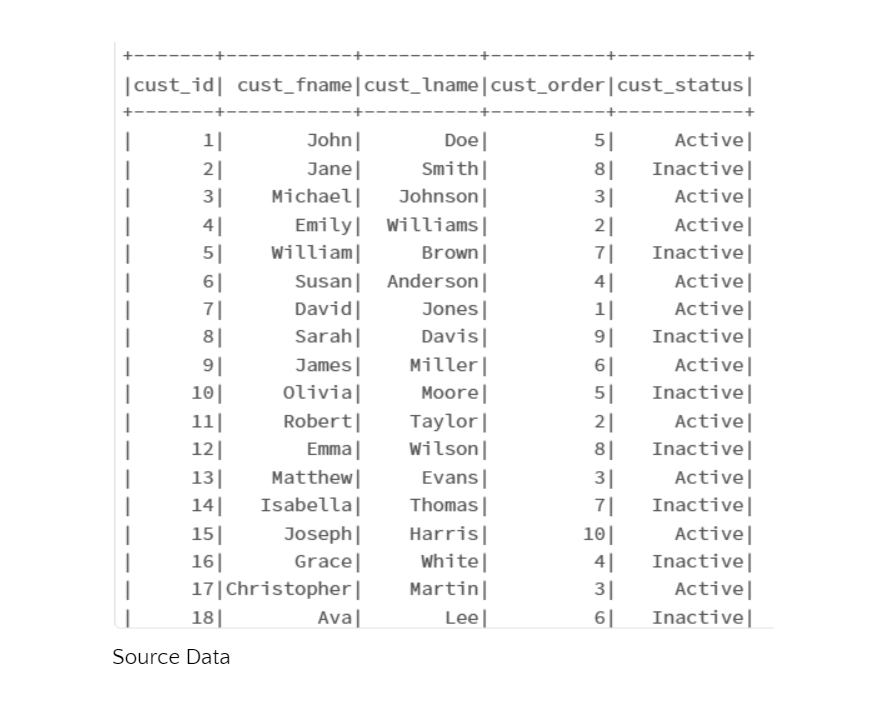 +-------+-----------+----------+----------+-----------+
|cust_id| cust_fname|cust_lname|cust_order|cust_status|
+-------+-----------+----------+----------+-----------+
|      1|       John|       Doe|         5|     Active|
|      2|       Jane|     Smith|         8|   Inactive|
|      3|    Michael|   Johnson|         3|     Active|
|      4|      Emily|  Williams|         2|     Active|
|      5|    William|     Brown|         7|   Inactive|
|      6|      Susan|  Anderson|         4|     Active|
|      7|      David|     Jones|         1|     Active|
|      8|      Sarah|     Davis|         9|   Inactive|
|      9|      James|    Miller|         6|     Active|
|     10|     Olivia|     Moore|         5|   Inactive|
|     11|     Robert|    Taylor|         2|     Active|
|     12|       Emma|    Wilson|         8|   Inactive|
|     13|    Matthew|     Evans|         3|     Active|
|     14|   Isabella|    Thomas|         7|   Inactive|
|     15|     Joseph|    Harris|        10|     Active|
|     16|      Grace|     White|         4|   Inactive|
|     17|Christopher|    Martin|         3|     Active|
|     18|        Ava|       Lee|         6|   Inactive|
Source Data